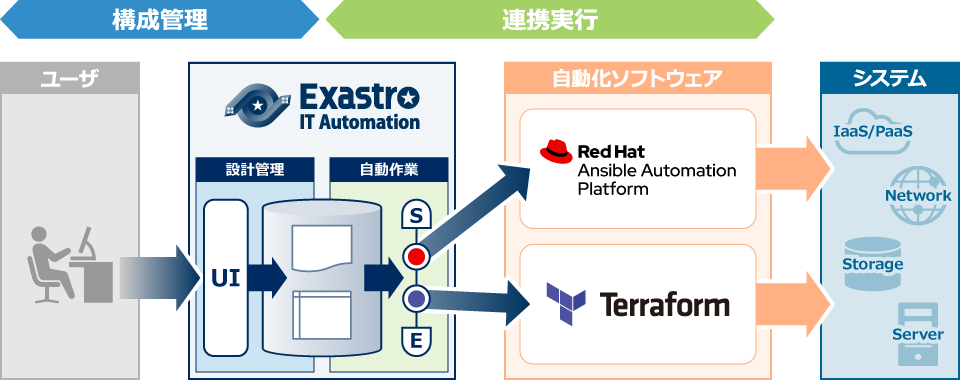 構成管理
連携実行
ユーザ
Exastro
IT Automation
設計管理
自動作業
UI
S
E
自動化ソフトウェア
Red Hat
Ansible Automation
Platform
Terraform
システム
IaaS/PaaS
Network
Storage
Server